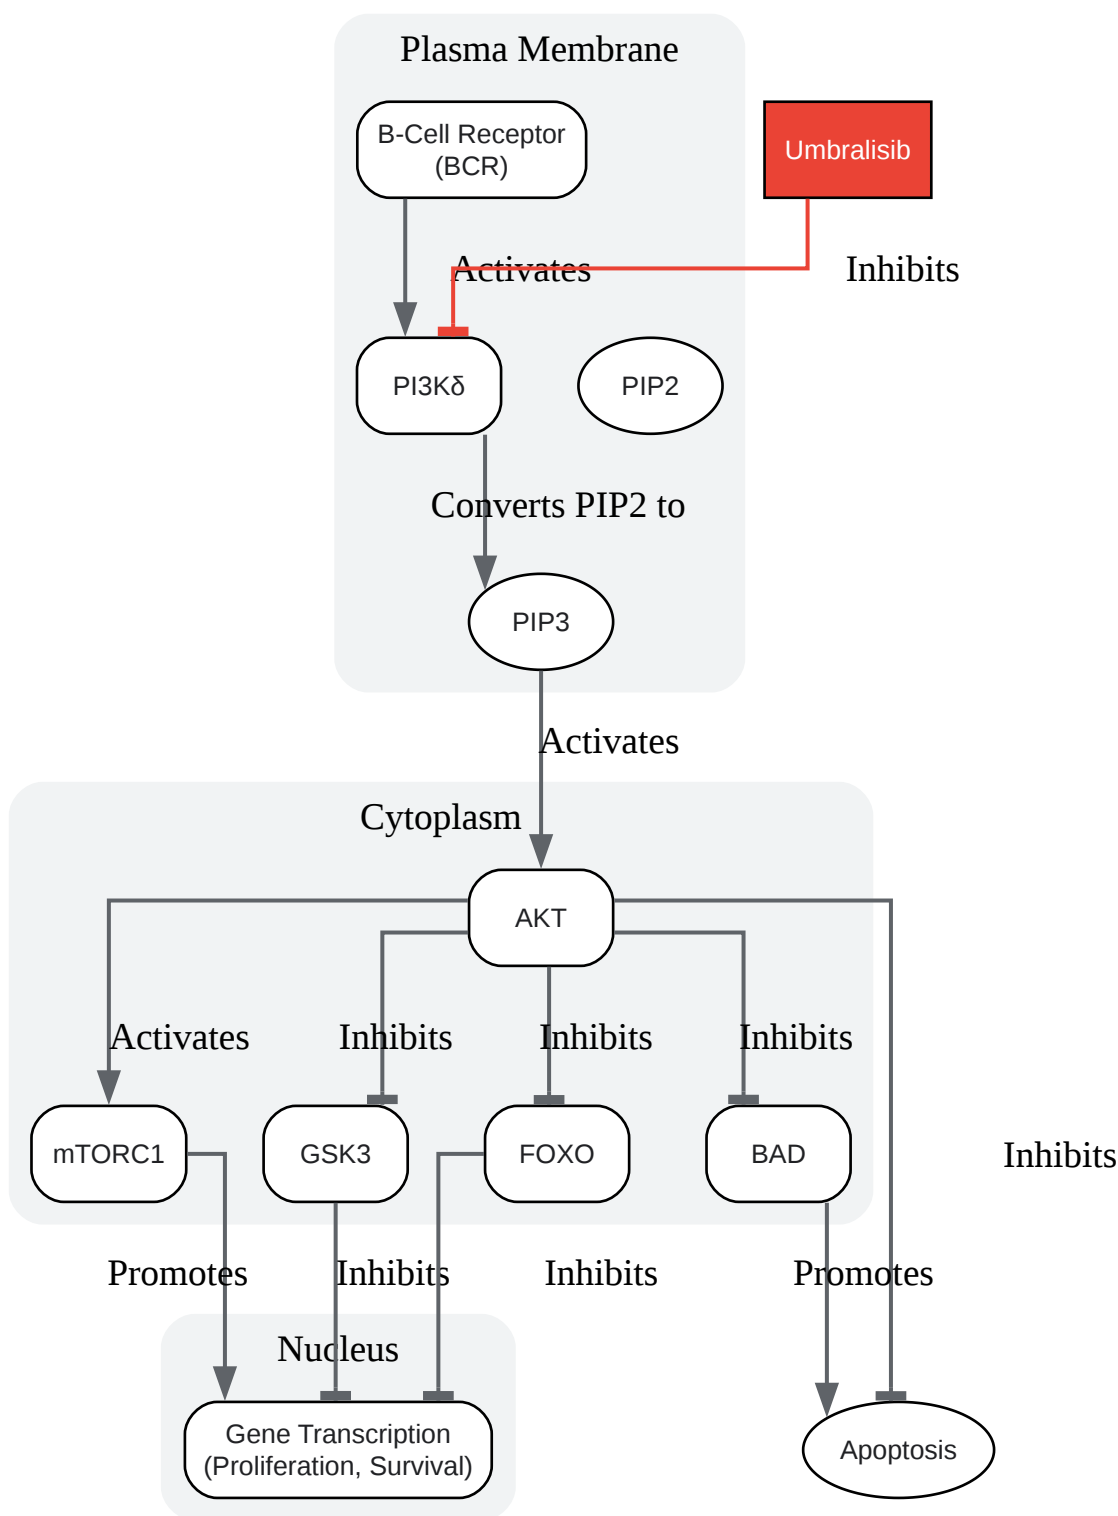 Plasma Membrane
B-Cell Receptor
(BCR)
Umbralisib
Activates
Inhibits
PI3Kδ
PIP2
Converts PIP2 to
PIP3
Activates
Cytoplasm
AKT
Activates
Inhibits
Inhibits
Inhibits
mTORC1
GSK3
FOXO
BAD
Inhibits
Promotes
Inhibits
Inhibits
Promotes
Nucleus
Gene Transcription
(Proliferation, Survival)
Apoptosis